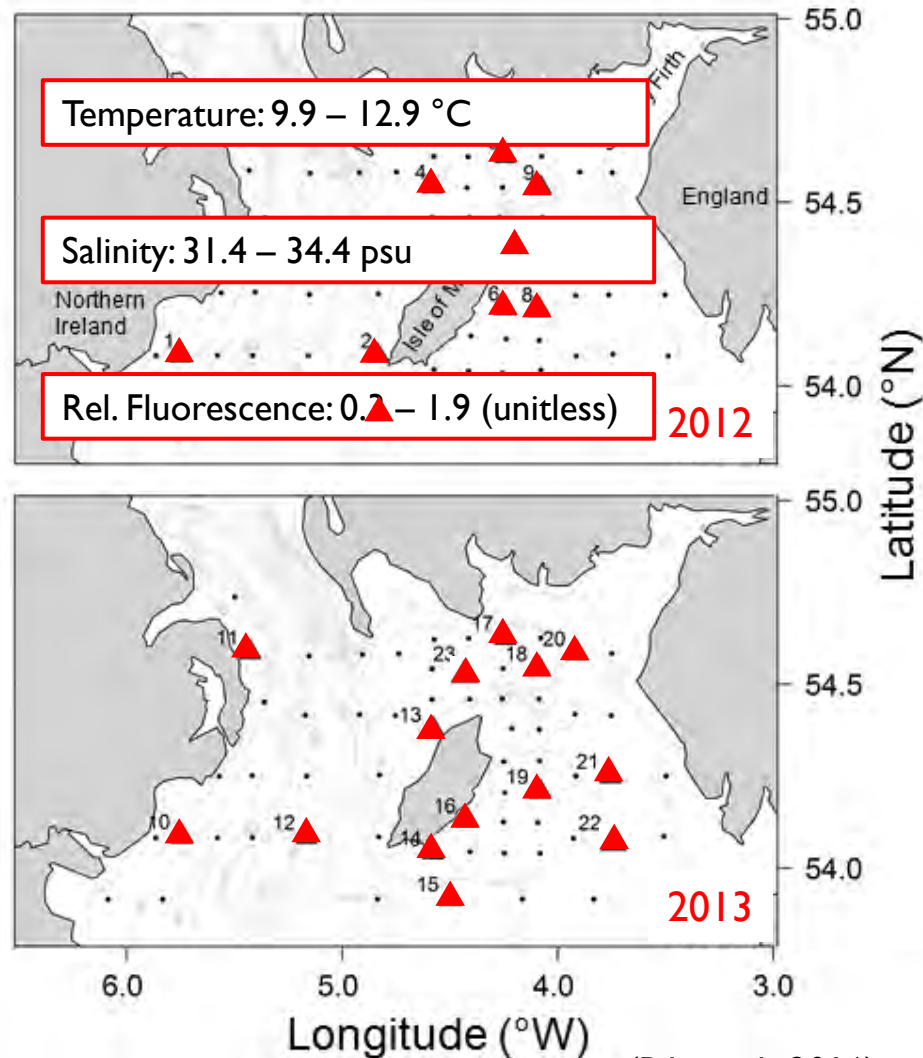 55.0
Firth
Temperature: 9.9 – 12.9 °C
4
9
England
54.5
Salinity: 31.4 – 34.4 psu
Northern
Ireland
Isle of
6
8
1
2
54.0
Rel. Fluorescence: 0. – 1.9 (unitless)
2012
Latitude (°N)
55.0
17
11
20
18
23
54.5
13
21
19
16
10
12
22
14
15
54.0
2013
6.0 5.0 4.0 3.0
Longitude (°W)